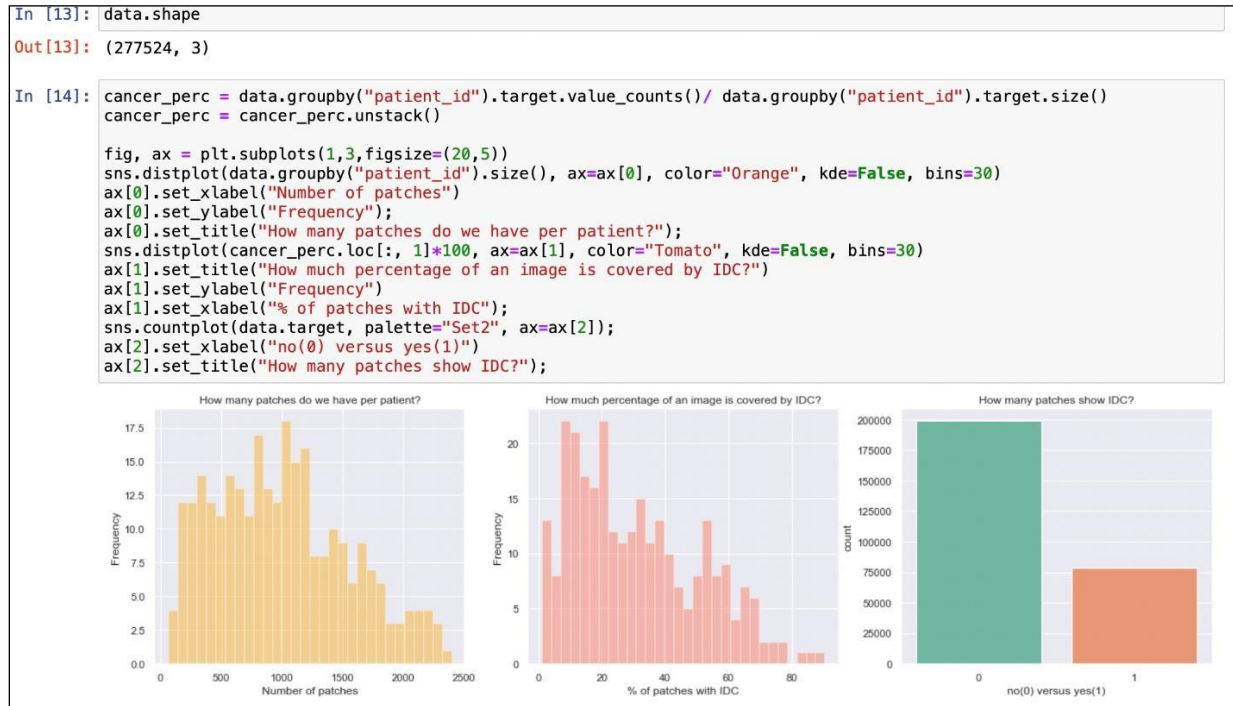 In [13]: data.shape
Out[13]: (277524, 3)
In [14]: cancer_perc = data.groupby("patient_id").target.value_counts()/ data.groupby("patient_id").target.size()
cancer_perc = cancer_perc.unstack()
fig, ax = plt.subplots(1,3,figsize=(20,5))
sns.distplot(data.groupby("patient_id").size(), ax=ax[0], color="Orange", kde=False, bins=30)
ax[0].set_xlabel("Number of patches")
ax[0].set_ylabel("Frequency");
ax[0].set_title("How many patches do we have per patient?");
sns.distplot(cancer_perc.loc[:, 1]*100, ax=ax[1], color="Tomato", kde=False, bins=30)
ax[1].set_title("How much percentage of an image is covered by IDC?")
ax[1].set_ylabel("Frequency")
ax[1].set_xlabel("% of patches with IDC");
sns.countplot(data.target, palette="Set2", ax=ax[2]);
ax[2].set_xlabel("no(0) versus yes(1)")
ax[2].set_title("How many patches show IDC?");
How many patches do we have per patient?
17.5
15.0
12.5
10.0
7.5
5.0
2.5
0.0
Frequency
0 500 1000 1500 2000 2500
Number of patches
How much percentage of an image is covered by IDC?
20
15
10
5
0
Frequency
0 20 40 60 80
% of patches with IDC
How many patches show IDC?
200000
175000
150000
125000
100000
75000
50000
25000
0
count
0 1
no(0) versus yes(1)